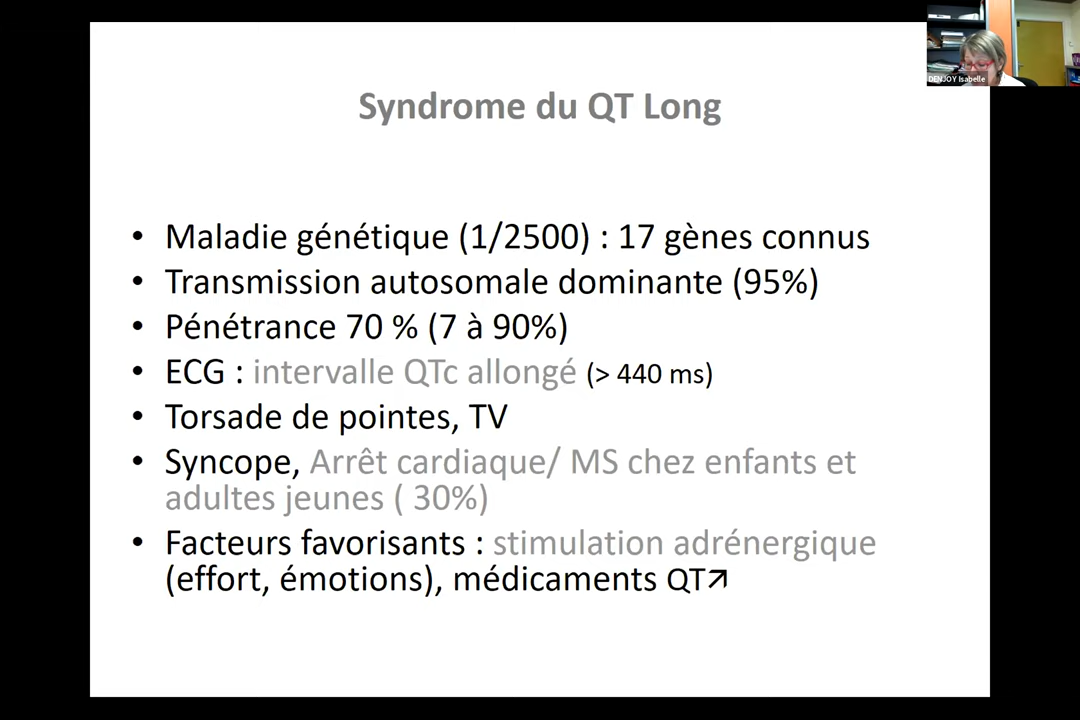 DENJOY Isabelle
Syndrome du QT Long
• Maladie génétique (1/2500) : 17 gènes connus
• Transmission autosomale dominante (95%)
• Pénétrance 70 % (7 à 90%)
• ECG : intervalle QTc allongé (> 440 ms)
• Torsade de pointes, TV
• Syncope, Arrêt cardiaque/ MS chez enfants et
adultes jeunes ( 30%)
• Facteurs favorisants : stimulation adrénergique
(effort, émotions), médicaments QT↗